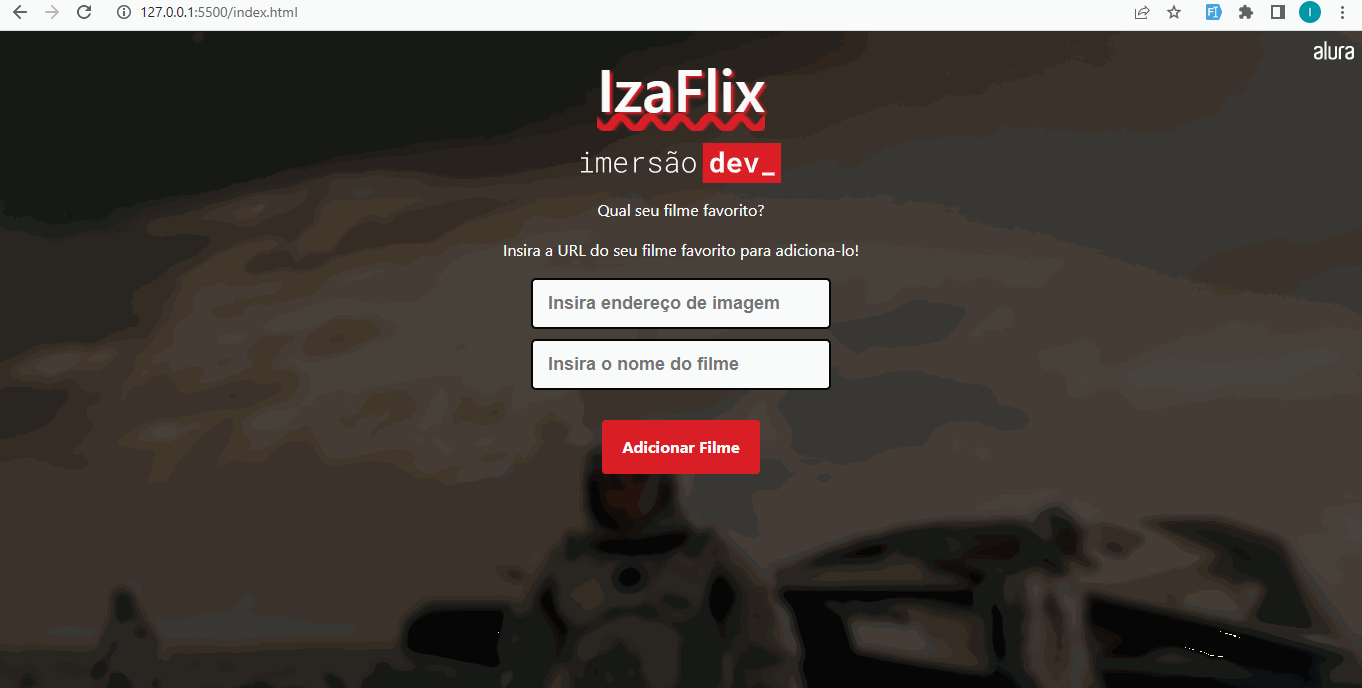 127.0.0.1:5500/index.html
I
alura
IzaFlix
imersão dev_
Qual seu filme favorito?
Insira a URL do seu filme favorito para adiciona-lo!
Insira endereço de imagem
Insira o nome do filme
Adicionar Filme